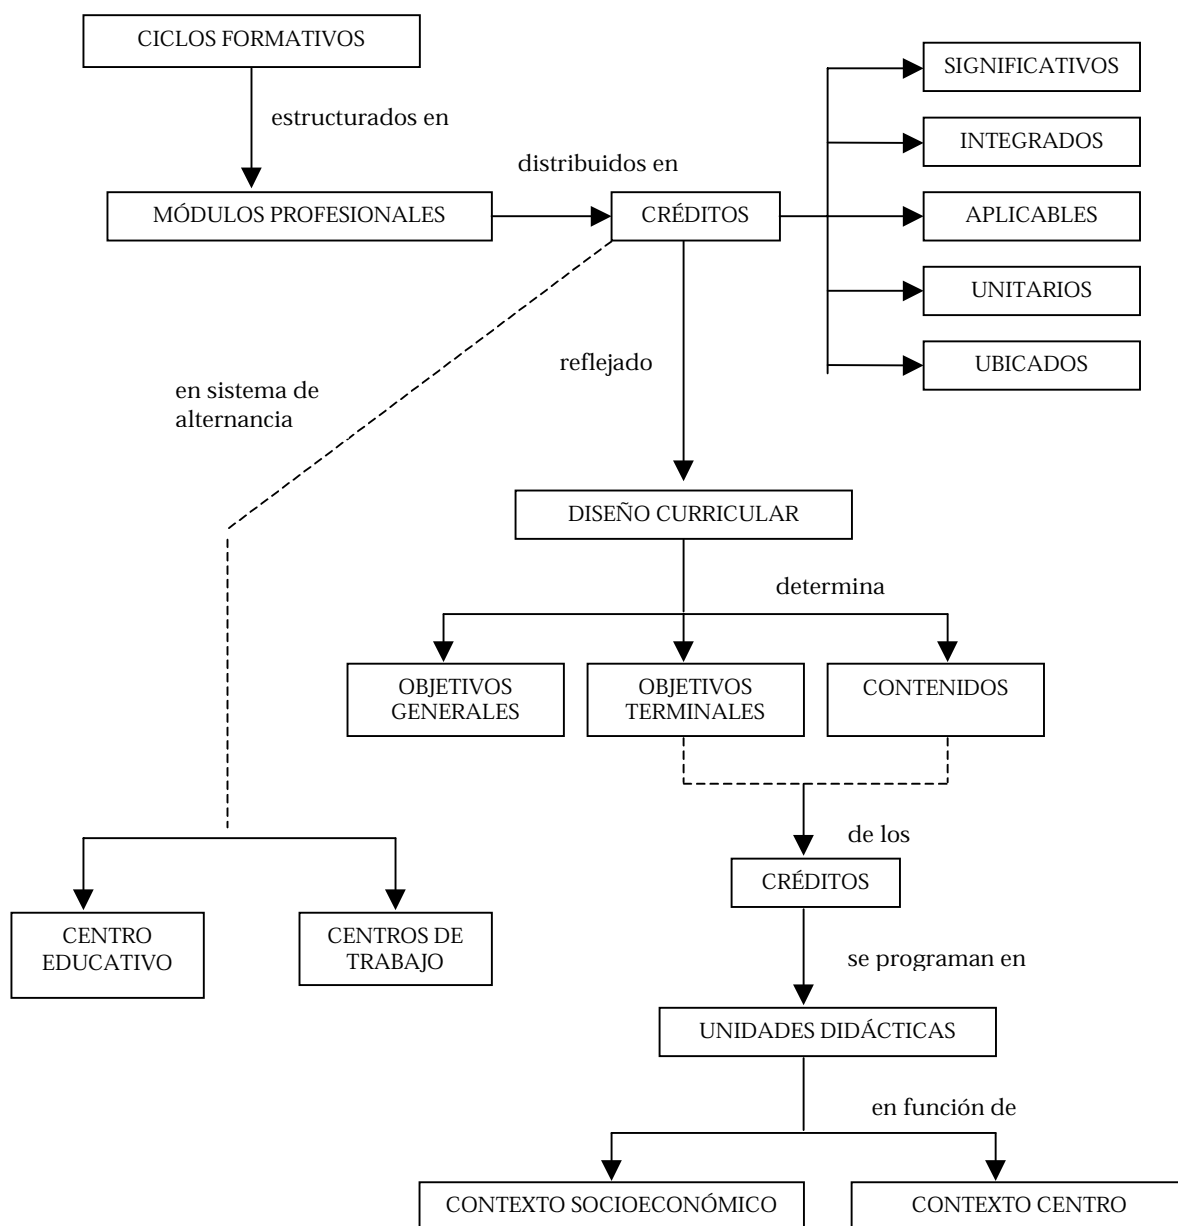 CICLOS FORMATIVOS
SIGNIFICATIVOS
estructurados en
INTEGRADOS
distribuidos en
MÓDULOS PROFESIONALES
CRÉDITOS
APLICABLES
UNITARIOS
reflejado
UBICADOS
en sistema de
alternancia
DISEÑO CURRICULAR
determina
OBJETIVOS
GENERALES
OBJETIVOS
TERMINALES
CONTENIDOS
de los
CRÉDITOS
CENTRO
EDUCATIVO
CENTROS DE
TRABAJO
se programan en
UNIDADES DIDÁCTICAS
en función de
CONTEXTO SOCIOECONÓMICO
CONTEXTO CENTRO